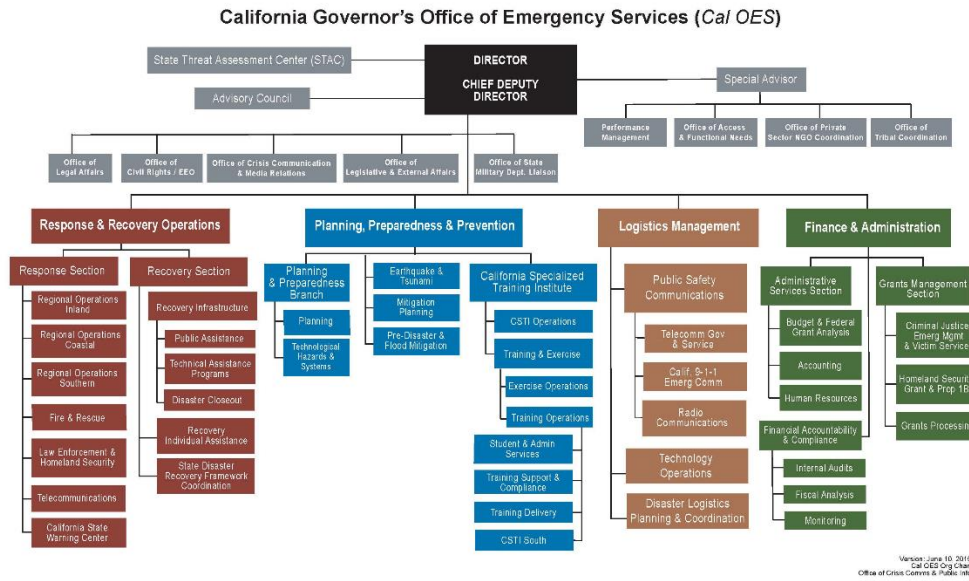 California Governor's Office of Emergency Services (Cal OES)
State Threat Assessment Center (STAC)
Advisory Council
DIRECTOR
CHIEF DEPUTY
DIRECTOR
Special Advisor
Performance
Management
Office of Access
& Functional Needs
Office of Private
Sector NGO Coordination
Office of
Tribal Coordination
Office of
Legal Affairs
Office of
Civil Rights / EEO
Office of Crisis Communication
& Media Relations
Office of
Legislative & External Affairs
Office of State
Military Dept. Liaison
Response & Recovery Operations
Response Section
Regional Operations
Inland
Regional Operations
Coastal
Regional Operations
Southern
Fire & Rescue
Law Enforcement &
Homeland Security
Telecommunications
California State
Warning Center
Recovery Section
Recovery Infrastructure
Public Assistance
Technical Assistance
Programs
Disaster Closeout
Recovery
Individual Assistance
State Disaster
Recovery Framework
Coordination
Planning, Preparedness & Prevention
Planning
& Preparedness
Branch
Planning
Technological
Hazards &
Systems
Earthquake &
Tsunami
Mitigation
Planning
Pre-Disaster &
Flood Mitigation
California Specialized
Training Institute
CSTI Operations
Training & Exercise
Exercise Operations
Training Operations
Student & Admin
Services
Training Support &
Compliance
Training Delivery
CSTI South
Logistics Management
Public Safety
Communications
Telecomm Gov
& Service
Calif. 9-1-1
Emerg Comm
Radio
Communications
Technology
Operations
Disaster Logistics
Planning & Coordination
Finance & Administration
Administrative
Services Section
Budget & Federal
Grant Analysis
Accounting
Human Resources
Financial Accountability
& Compliance
Internal Audits
Fiscal Analysis
Monitoring
Grants Management
Section
Criminal Justice
Emerg Mgmt
& Victim Service
Homeland Securit
Grant & Prop 1B
Grants Processin
Version: June 10, 201
Cal OES Org Char
Office of Crisis Comms & Public Inf